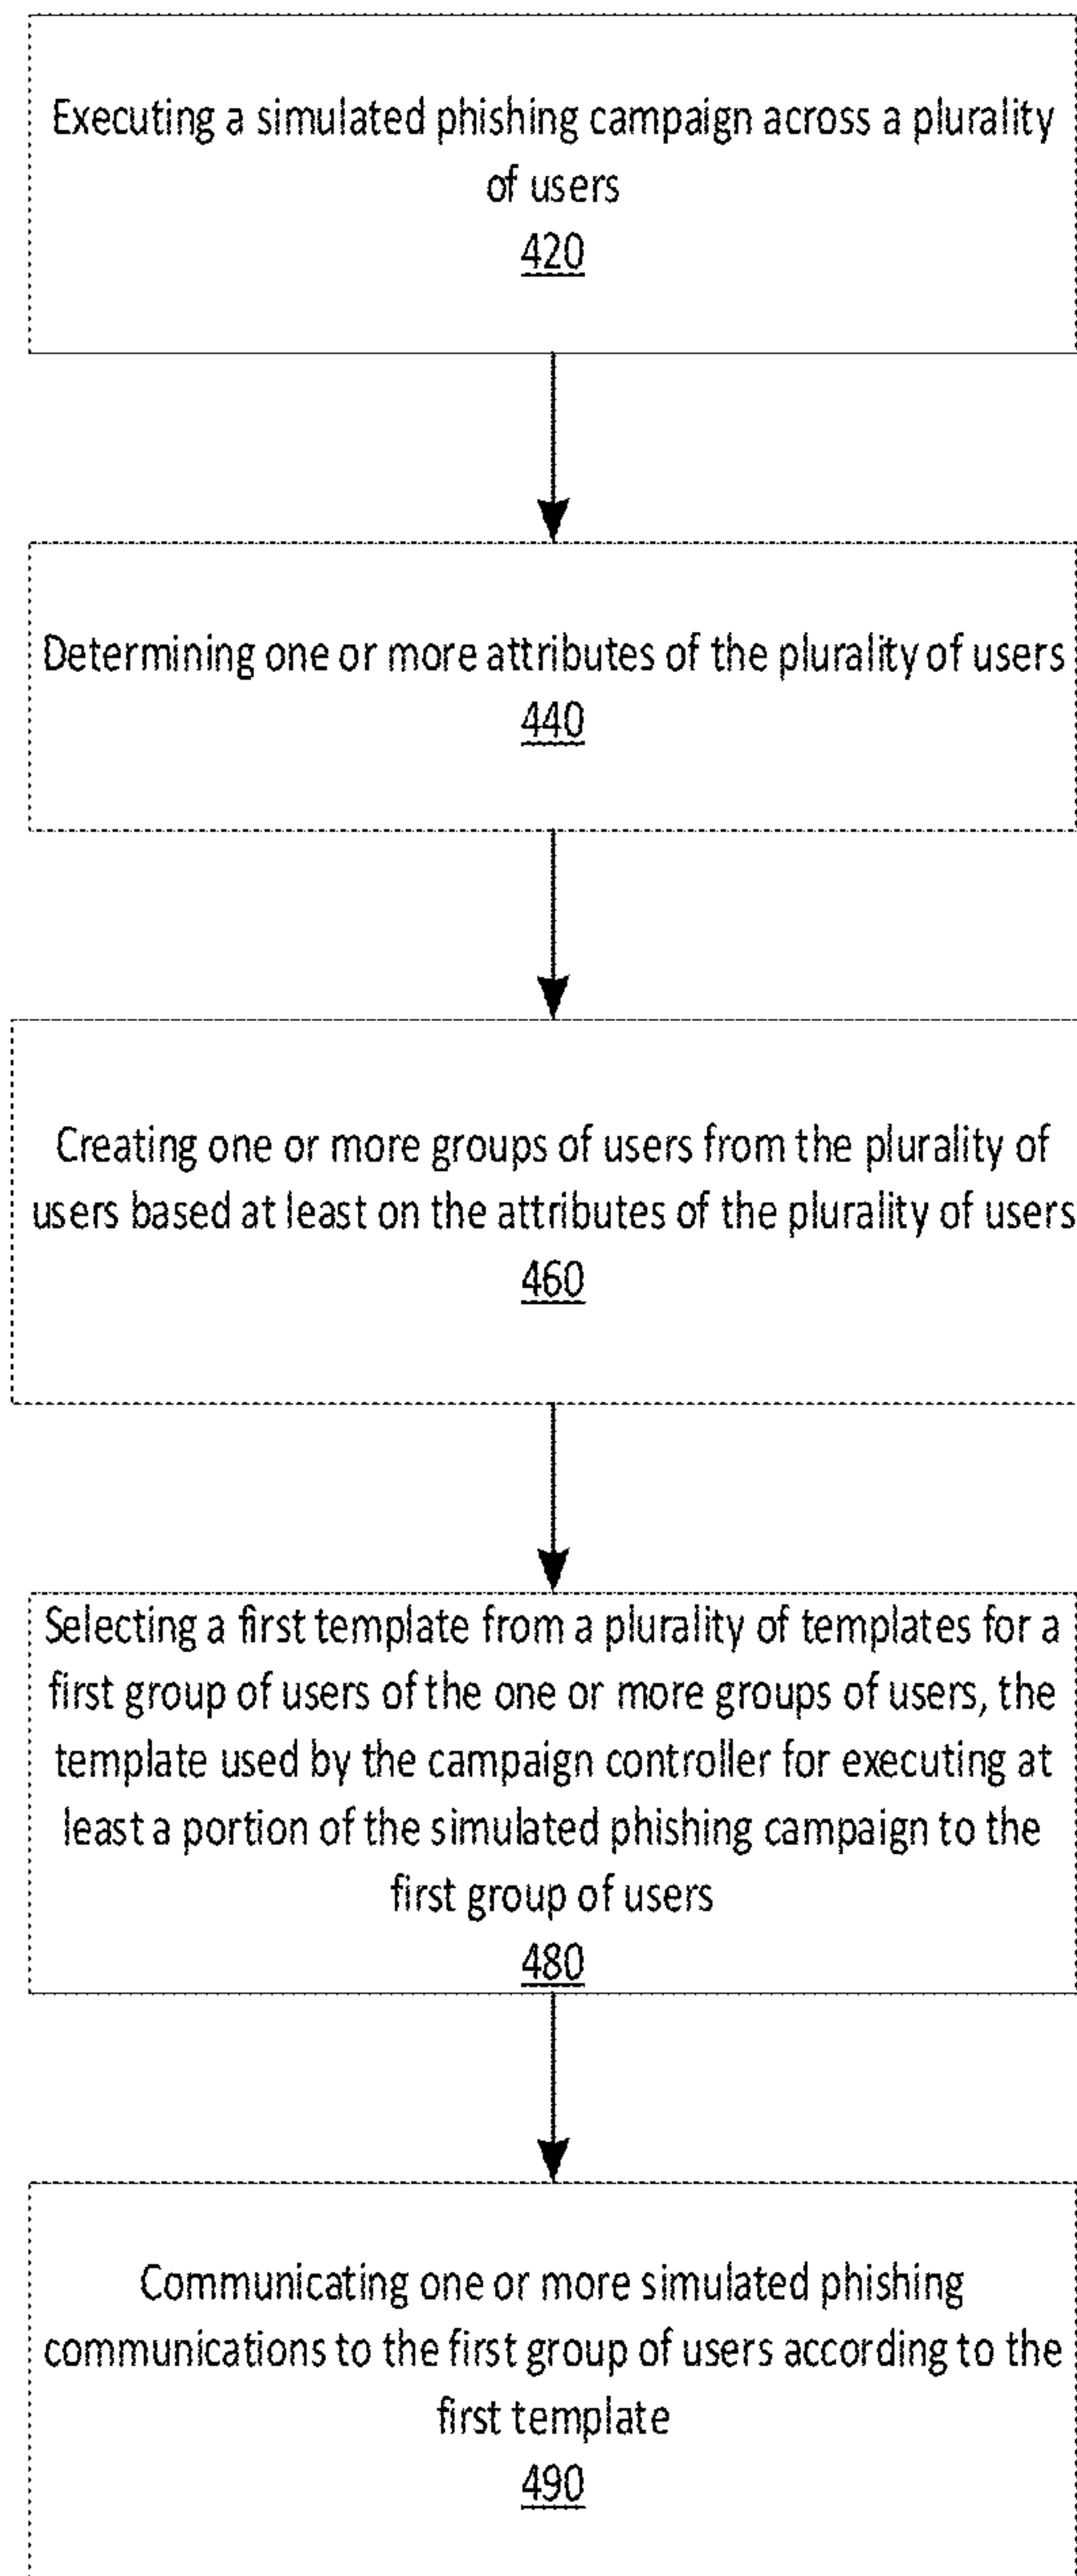 Executing a simulated phishing campaign across a plurality
of users
420
Determining one or more attributes of the plurality of users
440
Creating one or more groups of users from the plurality of
users based at least on the attributes of the plurality of users
460
Selecting a first template from a plurality of templates for a
first group of users of the one or more groups of users, the
template used by the campaign controller for executing at
least a portion of the simulated phishing campaign to the
first group of users
480
Communicating one or more simulated phishing
communications to the first group of users according to the
first template
490